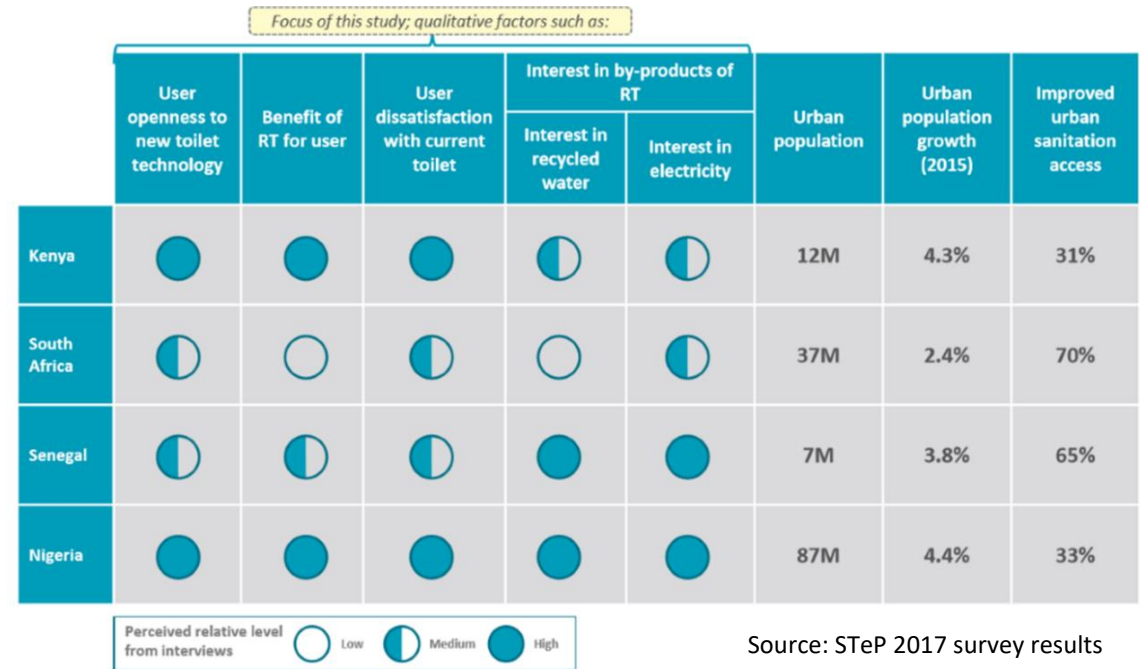 Focus of this study; qualitative factors such as:
User
openness to
new toilet
technology
Benefit of
RT for user
User
dissatisfaction
with current
toilet
Interest in by-products of
RT
Interest in
recycled
water
Interest in
electricity
Urban
population
Urban
population
growth
(2015)
Improved
urban
sanitation
access
Kenya
12M
4.3%
31%
South
Africa
37M
2.4%
70%
Senegal
7M
3.8%
65%
Nigeria
87M
4.4%
33%
Perceived relative level
from interviews
Low
Medium
High
Source: STeP 2017 survey results